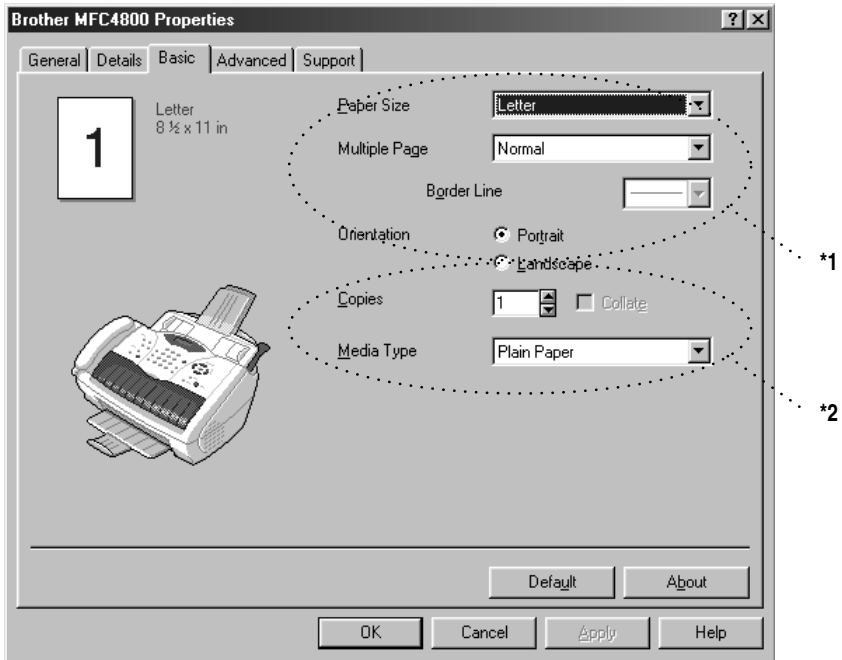 Brother MFC4800 Properties
General Details Basic Advanced Support
1
Letter
8 ½ x 11 in
Paper Size Letter
Multiple Page Normal
Border Line
Orientation Portrait
Landscape
*1
Copies 1 Collate
Media Type Plain Paper
*2
Default About
OK Cancel Apply Help